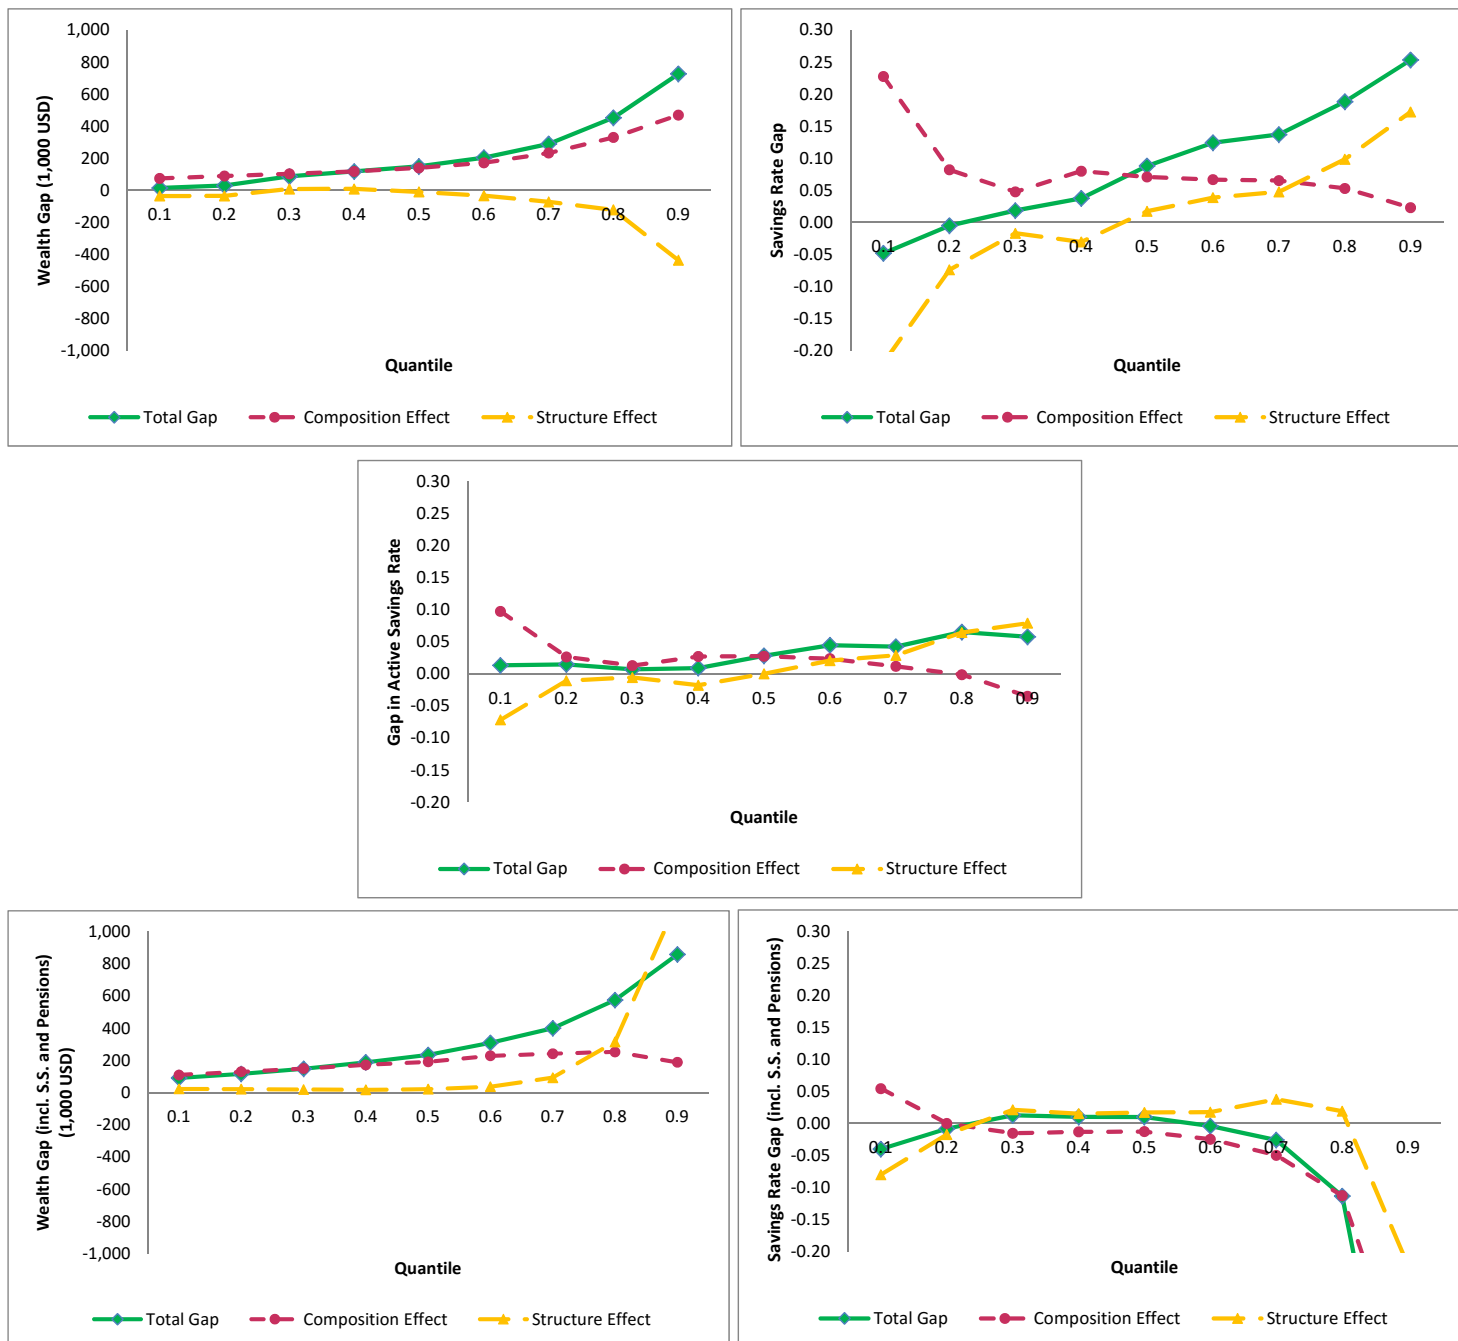 Wealth Gap (1,000 USD)
1,000
800
600
400
200
0
-200
-400
-600
-800
-1,000
0.1 0.2 0.3 0.4 0.5 0.6 0.7 0.8 0.9
Quantile
Total Gap Composition Effect Structure Effect
Savings Rate Gap
0.30
0.25
0.20
0.15
0.10
0.05
0.00
-0.05
-0.10
-0.15
-0.20
0.1 0.2 0.3 0.4 0.5 0.6 0.7 0.8 0.9
Quantile
Total Gap Composition Effect Structure Effect
Gap in Active Savings Rate
0.30
0.25
0.20
0.15
0.10
0.05
0.00
-0.05
-0.10
-0.15
-0.20
0.1 0.2 0.3 0.4 0.5 0.6 0.7 0.8 0.9
Quantile
Total Gap Composition Effect Structure Effect
Wealth Gap (incl. S.S. and Pensions)
(1,000 USD)
1,000
800
600
400
200
0
-200
-400
-600
-800
-1,000
0.1 0.2 0.3 0.4 0.5 0.6 0.7 0.8 0.9
Quantile
Total Gap Composition Effect Structure Effect
Savings Rate Gap (incl. S.S. and Pensions)
0.30
0.25
0.20
0.15
0.10
0.05
0.00
-0.05
-0.10
-0.15
-0.20
0.1 0.2 0.3 0.4 0.5 0.6 0.7 0.8 0.9
Quantile
Total Gap Composition Effect Structure Effect